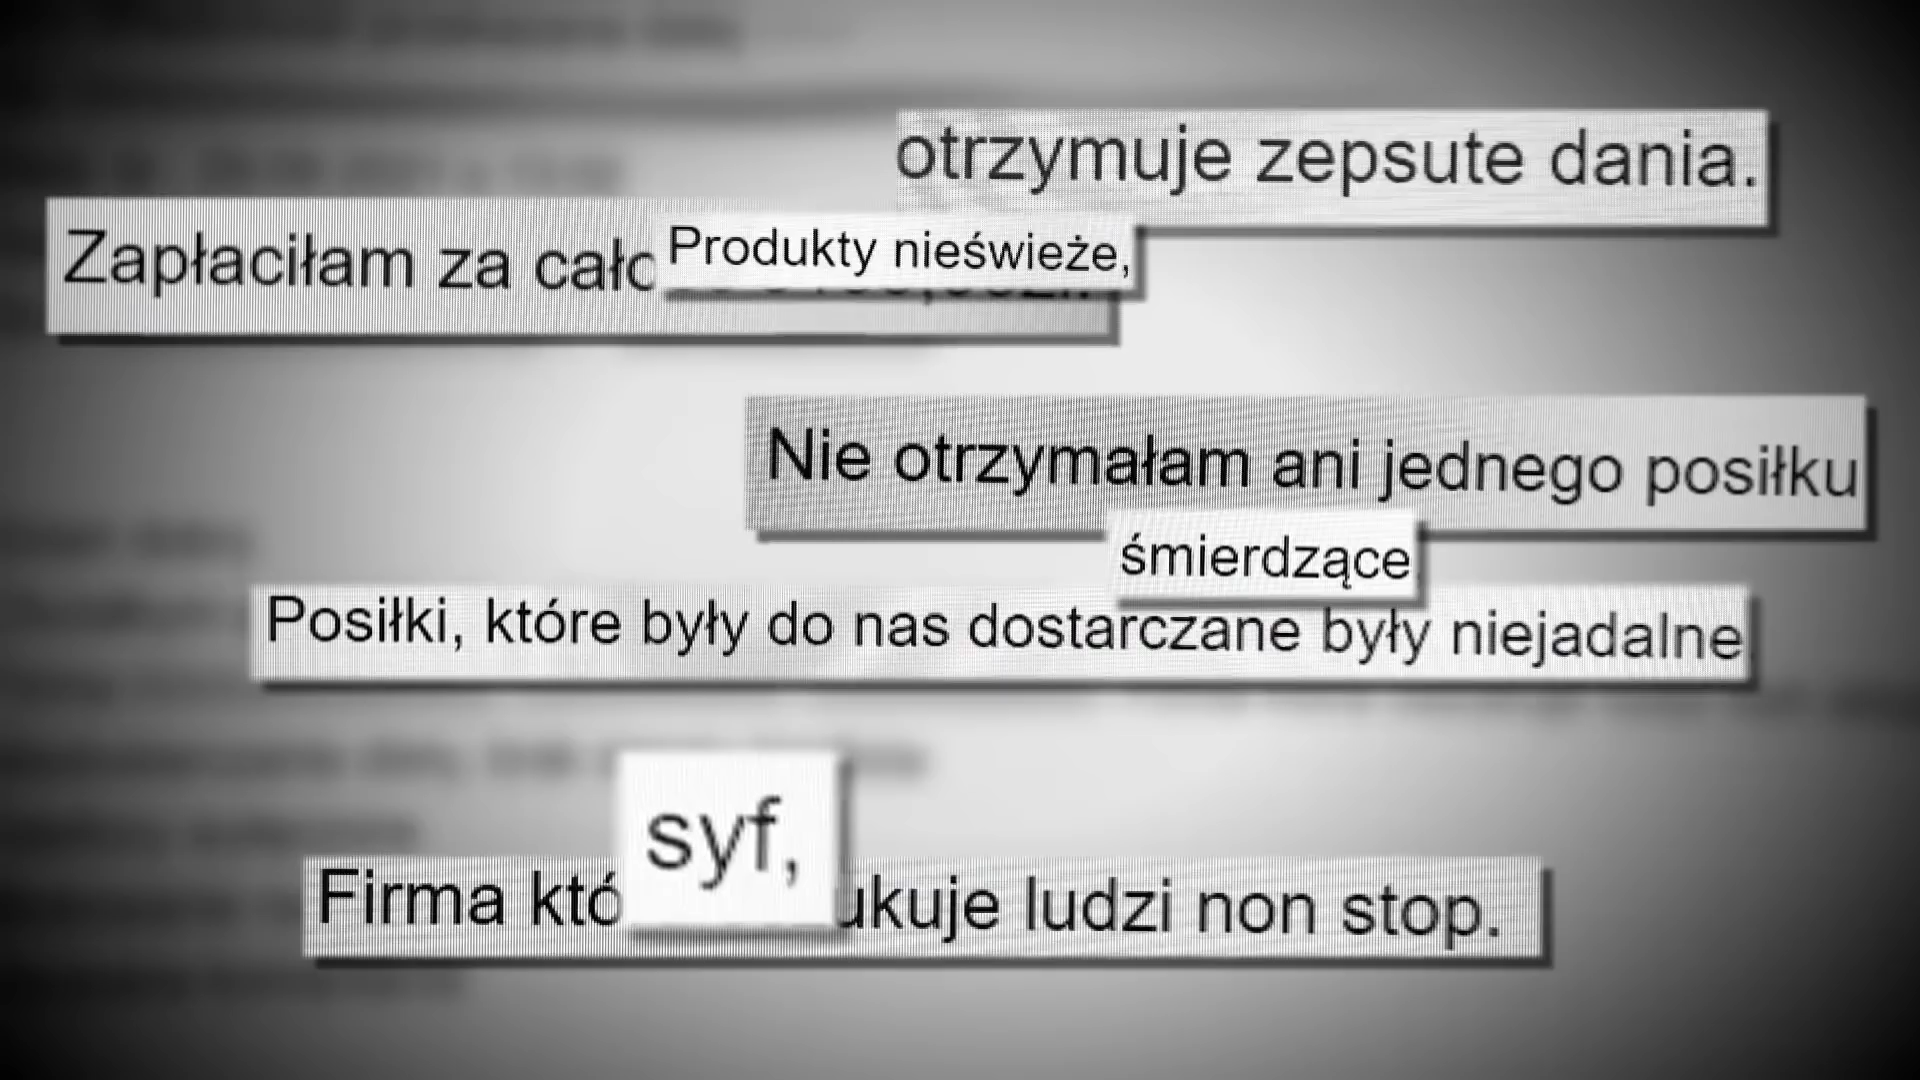 otrzymuje zepsute dania.
Zapłaciłam za cało
Produkty nieświeże,
Nie otrzymałam ani jednego posiłku
śmierdzące
Posiłki, które były do nas dostarczane były niejadalne
syf,
Firma któ ukuje ludzi non stop.